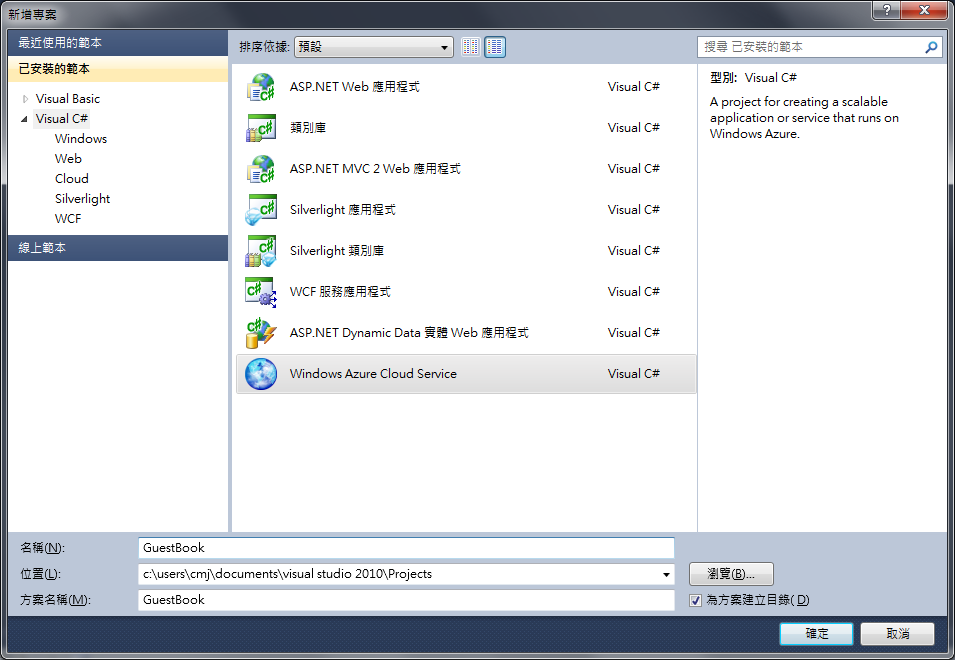 新增專案
最近使用的範本
已安裝的範本
Visual Basic
Visual C#
Windows
Web
Cloud
Silverlight
WCF
線上範本
排序依據: 預設
ASP.NET Web 應用程式 Visual C#
類別庫 Visual C#
ASP.NET MVC 2 Web 應用程式 Visual C#
Silverlight 應用程式 Visual C#
Silverlight 類別庫 Visual C#
WCF 服務應用程式 Visual C#
ASP.NET Dynamic Data 實體 Web 應用程式 Visual C#
Windows Azure Cloud Service Visual C#
搜尋 已安裝的範本
型別: Visual C#
A project for creating a scalable
application or service that runs on
Windows Azure.
名稱(N): GuestBook
位置(L): c:\users\cmj\documents\visual studio 2010\Projects 瀏覽(B)...
方案名稱(M): GuestBook 為方案建立目錄(D)
確定 取消